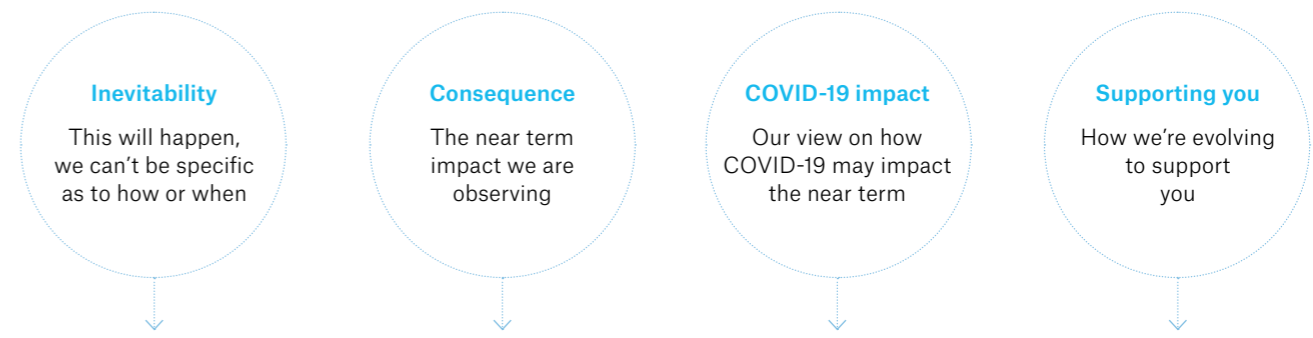 Inevitability
This will happen,
we can't be specific
as to how or when
Consequence
The near term
impact we are
observing
COVID-19 impact
Our view on how
COVID-19 may impact
the near term
Supporting you
How we're evolving
to support
you